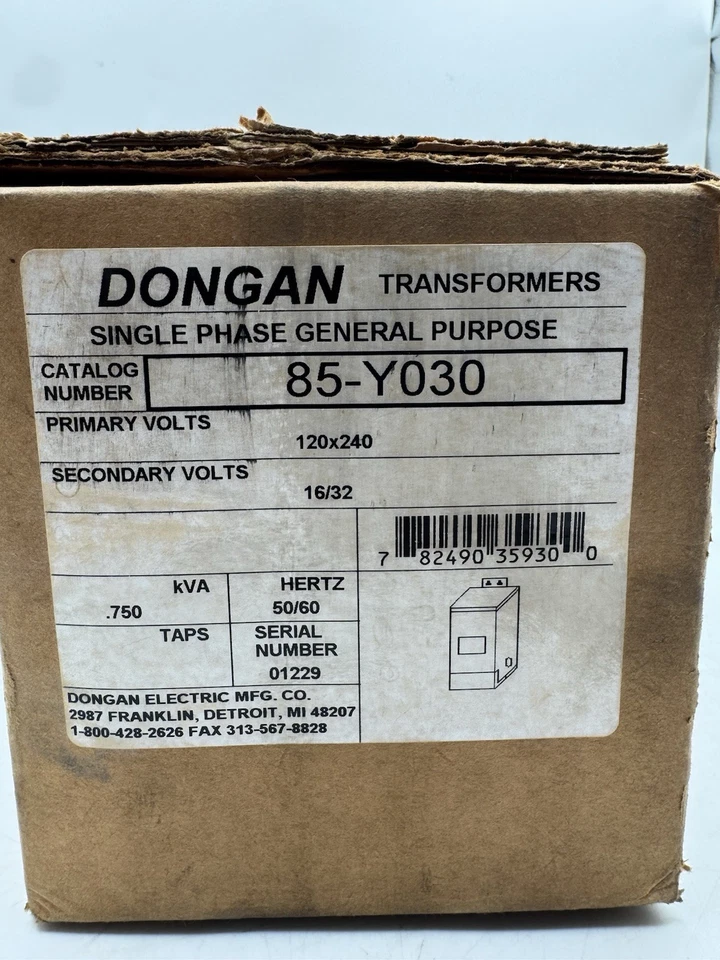 DONGAN TRANSFORMERS
SINGLE PHASE GENERAL PURPOSE
CATALOG NUMBER 85-Y030
PRIMARY VOLTS
120x240
SECONDARY VOLTS
16/32
7 82490 35930 0
kVA
.750
HERTZ
50/60
TAPS
SERIAL
NUMBER
01229
DONGAN ELECTRIC MFG. CO.
2987 FRANKLIN, DETROIT, MI 48207
1-800-428-2626 FAX 313-567-8828